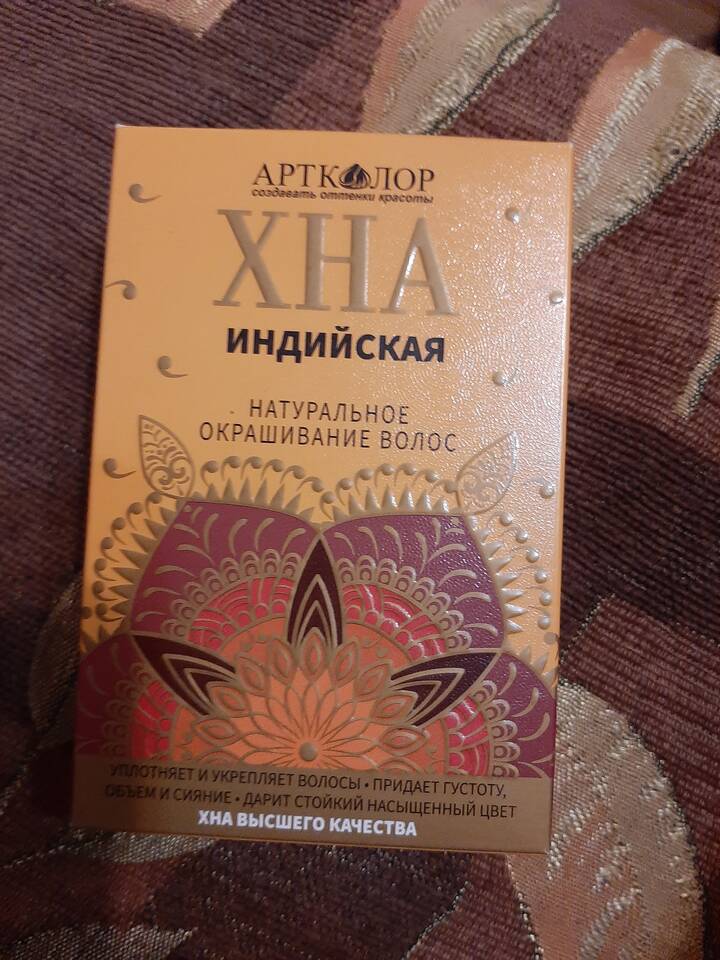 АРТКОЛОР
создавать оттенки красоты
ХНА
ИНДИЙСКАЯ
НАТУРАЛЬНОЕ
ОКРАШИВАНИЕ ВОЛОС
УПЛОТНЯЕТ И УКРЕПЛЯЕТ ВОЛОСЫ • ПРИДАЕТ ГУСТОТУ,
ОБЪЕМ И СИЯНИЕ • ДАРИТ СТОЙКИЙ НАСЫЩЕННЫЙ ЦВЕТ
ХНА ВЫСШЕГО КАЧЕСТВА